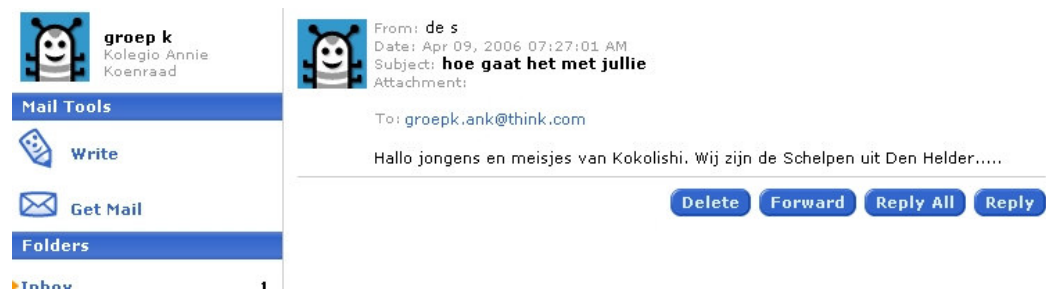 groep k
Kolegio Annie
Koenraad
Mail Tools
Write
Get Mail
Folders
Inbox 1
From: de s
Date: Apr 09, 2006 07:27:01 AM
Subject: hoe gaat het met jullie
Attachment:
To: groepk.ank@think.com
Hallo jongens en meisjes van Kokolishi. Wij zijn de Schelpen uit Den Helder.....
Delete Forward Reply All Reply